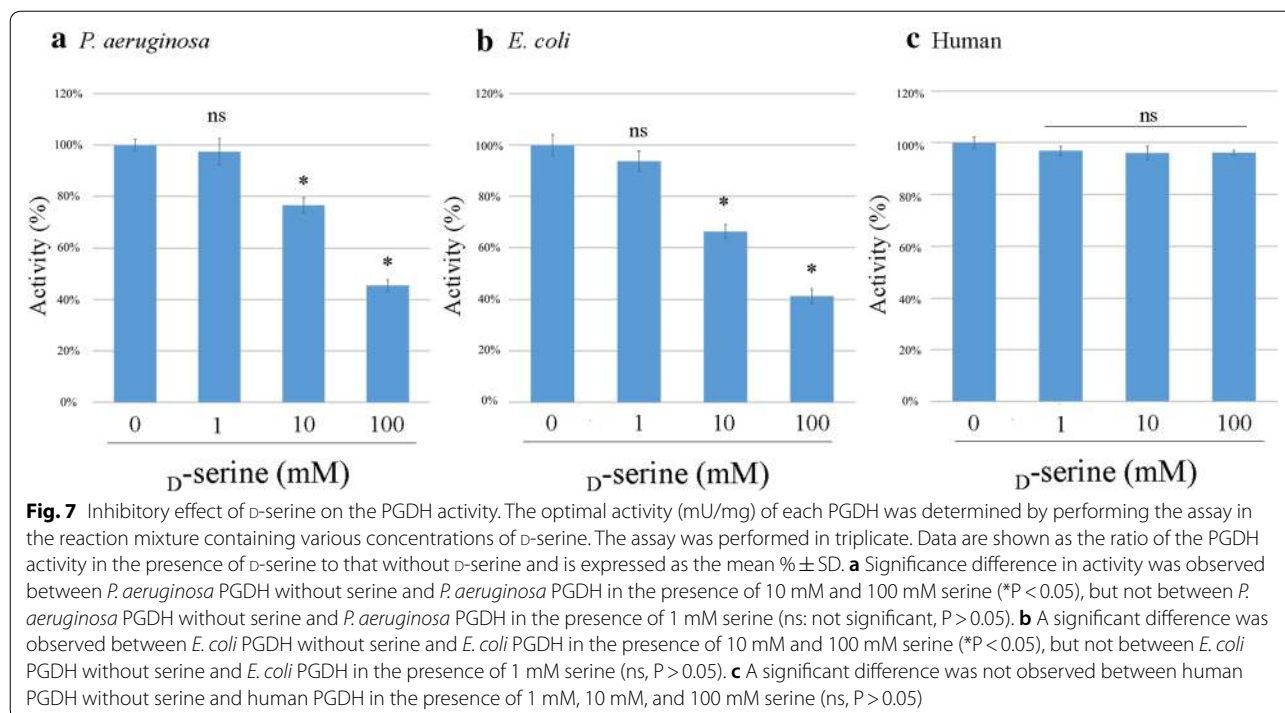 a P. aeruginosa
120%
100%
80%
60%
40%
20%
0%
Activity (%)
ns
*
*
0 1 10 100
D-serine (mM)
b E. coli
120%
100%
80%
60%
40%
20%
0%
Activity (%)
ns
*
*
0 1 10 100
D-serine (mM)
c Human
120%
100%
80%
60%
40%
20%
0%
Activity (%)
ns
0 1 10 100
D-serine (mM)
Fig. 7 Inhibitory effect of D-serine on the PGDH activity. The optimal activity (mU/mg) of each PGDH was determined by performing the assay in
the reaction mixture containing various concentrations of D-serine. The assay was performed in triplicate. Data are shown as the ratio of the PGDH
activity in the presence of D-serine to that without D-serine and is expressed as the mean % ± SD. a Significance difference in activity was observed
between P. aeruginosa PGDH without serine and P. aeruginosa PGDH in the presence of 10 mM and 100 mM serine (*P < 0.05), but not between P.
aeruginosa PGDH without serine and P. aeruginosa PGDH in the presence of 1 mM serine (ns: not significant, P > 0.05). b A significant difference was
observed between E. coli PGDH without serine and E. coli PGDH in the presence of 10 mM and 100 mM serine (*P < 0.05), but not between E. coli
PGDH without serine and E. coli PGDH in the presence of 1 mM serine (ns, P > 0.05). c A significant difference was not observed between human
PGDH without serine and human PGDH in the presence of 1 mM, 10 mM, and 100 mM serine (ns, P > 0.05)